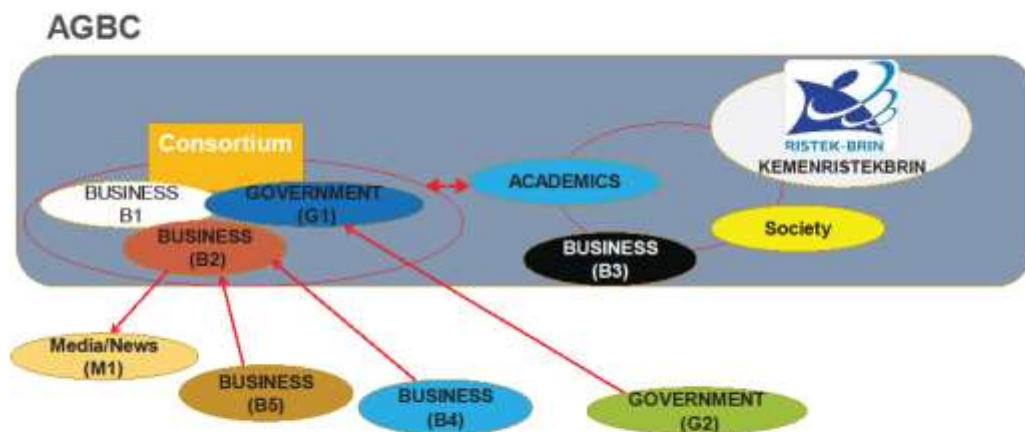 AGBC
RISTEK-BRIN
KEMENRISTEKBRIN
Consortium
BUSINESS
B1
GOVERNMENT
(G1)
ACADEMICS
BUSINESS
(B2)
BUSINESS
(B3)
Society
Media/News
(M1)
BUSINESS
(B5)
BUSINESS
(B4)
GOVERNMENT
(G2)